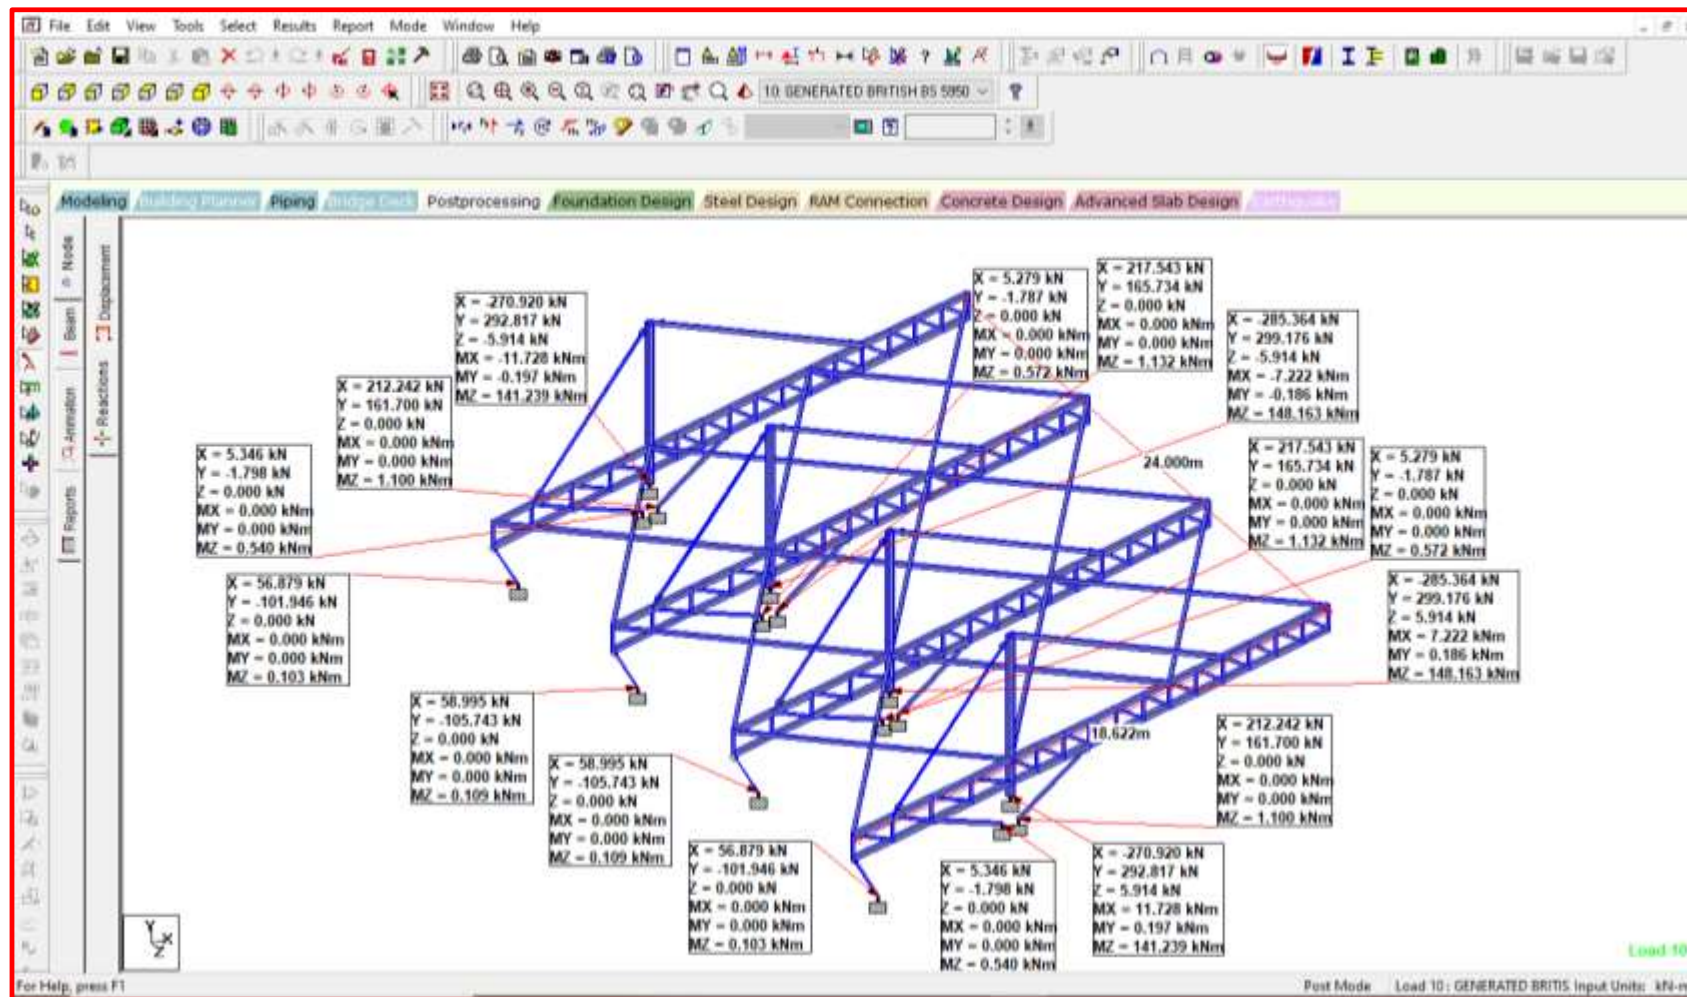 File Edit View Tools Select Results Report Mode Window Help
10: GENERATED BRITISH BS 5950
Modeling Building Planner Piping Bridge Deck Postprocessing Foundation Design Steel Design RAM Connection Concrete Design Advanced Slab Design Earthquake
Node
Beam
Animation
Reports
Displacement
Reactions
X = -270.920 kN
Y = 292.817 kN
Z = -5.914 kN
MX = -11.728 kNm
MY = -0.197 kNm
MZ = 141.239 kNm
X = 5.279 kN
Y = -1.787 kN
Z = 0.000 kN
MX = 0.000 kNm
MY = 0.000 kNm
MZ = 0.572 kNm
X = 217.543 kN
Y = 165.734 kN
Z = 0.000 kN
MX = 0.000 kNm
MY = 0.000 kNm
MZ = 1.132 kNm
X = -285.364 kN
Y = 299.176 kN
Z = -5.914 kN
MX = -7.222 kNm
MY = -0.186 kNm
MZ = 148.163 kNm
X = 212.242 kN
Y = 161.700 kN
Z = 0.000 kN
MX = 0.000 kNm
MY = 0.000 kNm
MZ = 1.100 kNm
X = 5.346 kN
Y = -1.798 kN
Z = 0.000 kN
MX = 0.000 kNm
MY = 0.000 kNm
MZ = 0.540 kNm
24.000m
X = 217.543 kN
Y = 165.734 kN
Z = 0.000 kN
MX = 0.000 kNm
MY = 0.000 kNm
MZ = 1.132 kNm
X = 5.279 kN
Y = -1.787 kN
Z = 0.000 kN
MX = 0.000 kNm
MY = 0.000 kNm
MZ = 0.572 kNm
X = 56.879 kN
Y = -101.946 kN
Z = 0.000 kN
MX = 0.000 kNm
MY = 0.000 kNm
MZ = 0.103 kNm
X = -285.364 kN
Y = 299.176 kN
Z = 5.914 kN
MX = 7.222 kNm
MY = 0.186 kNm
MZ = 148.163 kNm
X = 58.995 kN
Y = -105.743 kN
Z = 0.000 kN
MX = 0.000 kNm
MY = 0.000 kNm
MZ = 0.109 kNm
18.622m
X = 212.242 kN
Y = 161.700 kN
Z = 0.000 kN
MX = 0.000 kNm
MY = 0.000 kNm
MZ = 1.100 kNm
X = 58.995 kN
Y = -105.743 kN
Z = 0.000 kN
MX = 0.000 kNm
MY = 0.000 kNm
MZ = 0.109 kNm
X = 56.879 kN
Y = -101.946 kN
Z = 0.000 kN
MX = 0.000 kNm
MY = 0.000 kNm
MZ = 0.103 kNm
X = 5.346 kN
Y = -1.798 kN
Z = 0.000 kN
MX = 0.000 kNm
MY = 0.000 kNm
MZ = 0.540 kNm
X = -270.920 kN
Y = 292.817 kN
Z = 5.914 kN
MX = 11.728 kNm
MY = 0.197 kNm
MZ = 141.239 kNm
Y
X
Z
Load 10
For Help, press F1
Post Mode Load 10 : GENERATED BRITIS Input Units: kN-m